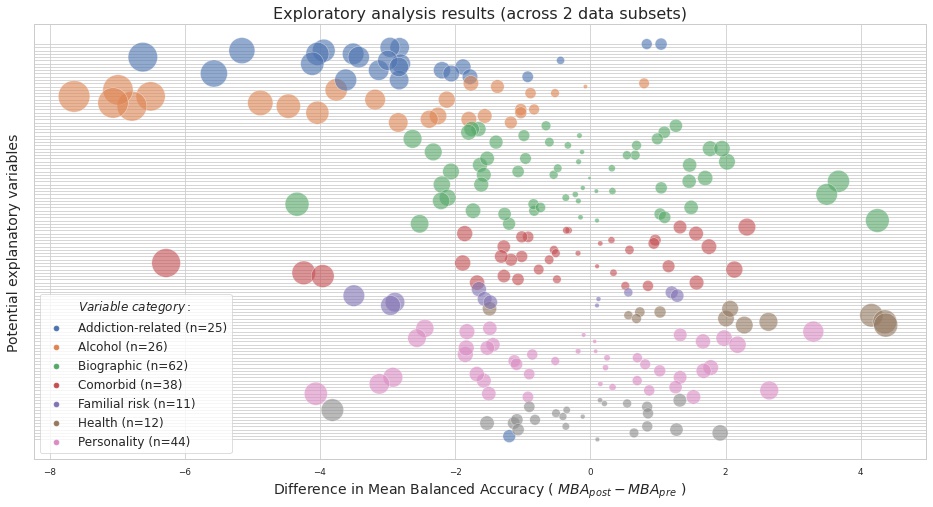 Exploratory analysis results (across 2 data subsets)
Potential explanatory variables
Variable category:
Addiction-related (n=25)
Alcohol (n=26)
Biographic (n=62)
Comorbid (n=38)
Familial risk (n=11)
Health (n=12)
Personality (n=44)
−8 −6 −4 −2 0 2 4
Difference in Mean Balanced Accuracy ( MBA_post − MBA_pre )